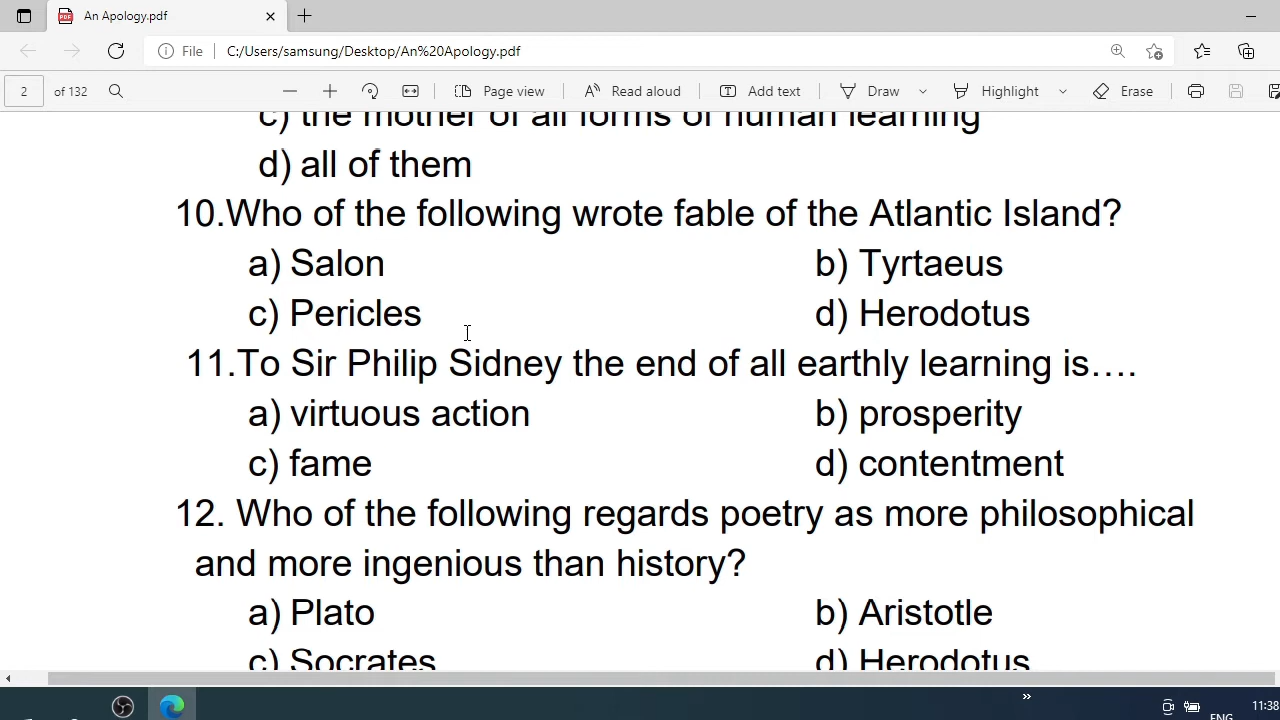 An Apology.pdf
File C:/Users/samsung/Desktop/An%20Apology.pdf
2 of 132 Page view Read aloud Add text Draw Highlight Erase
c) the mother of all forms of human learning
d) all of them
10.Who of the following wrote fable of the Atlantic Island?
a) Salon b) Tyrtaeus
c) Pericles d) Herodotus
11.To Sir Philip Sidney the end of all earthly learning is….
a) virtuous action b) prosperity
c) fame d) contentment
12. Who of the following regards poetry as more philosophical
and more ingenious than history?
a) Plato b) Aristotle
c) Socrates d) Herodotus
ENG 11:38